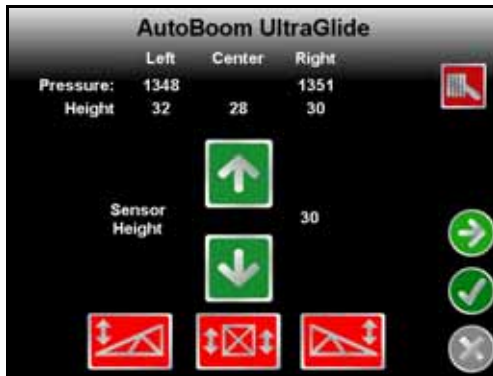 AutoBoom UltraGlide
Left Center Right
Pressure: 1348 1351
Height 32 28 30
Sensor
Height 30